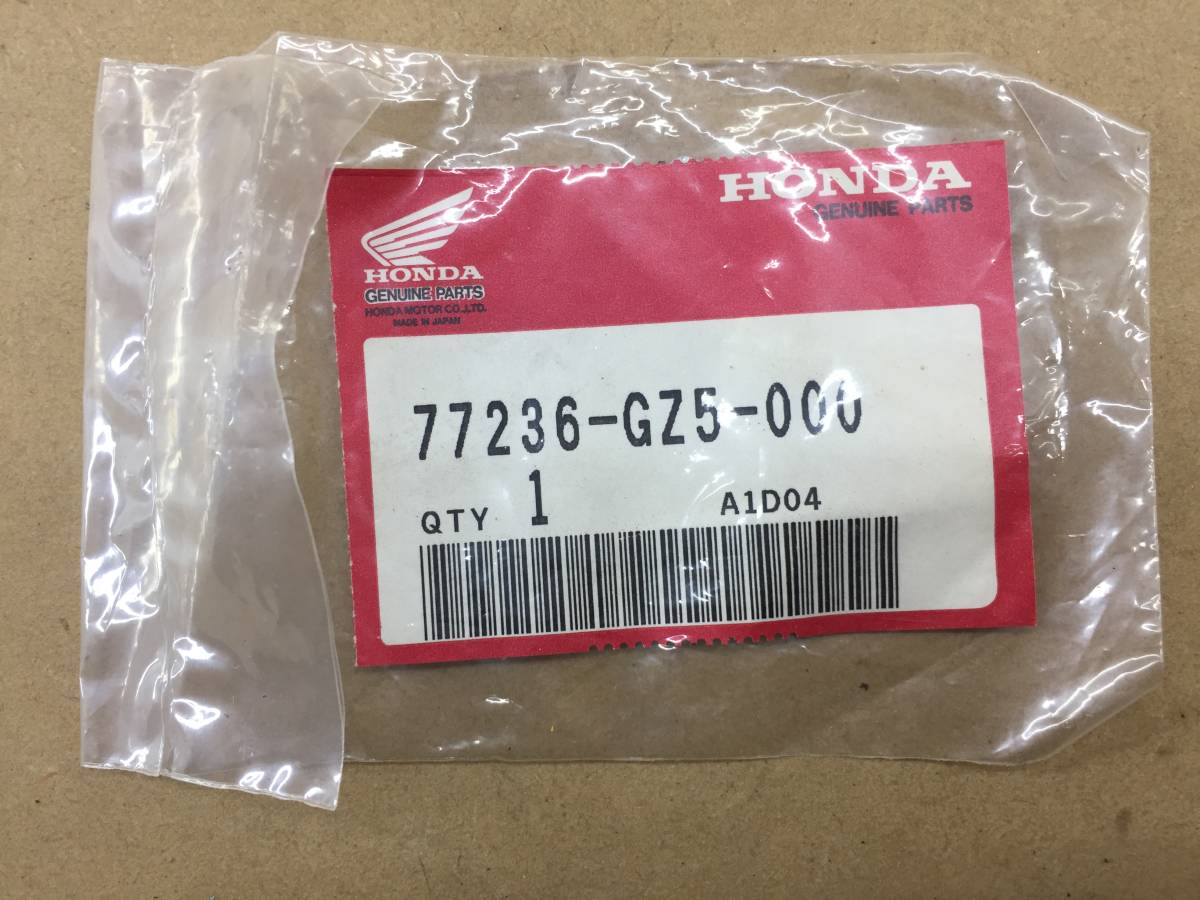 HONDA
GENUINE PARTS
HONDA
GENUINE PARTS
HONDA MOTOR CO.,LTD.
MADE IN JAPAN
77236-GZ5-000
QTY 1 A1D04